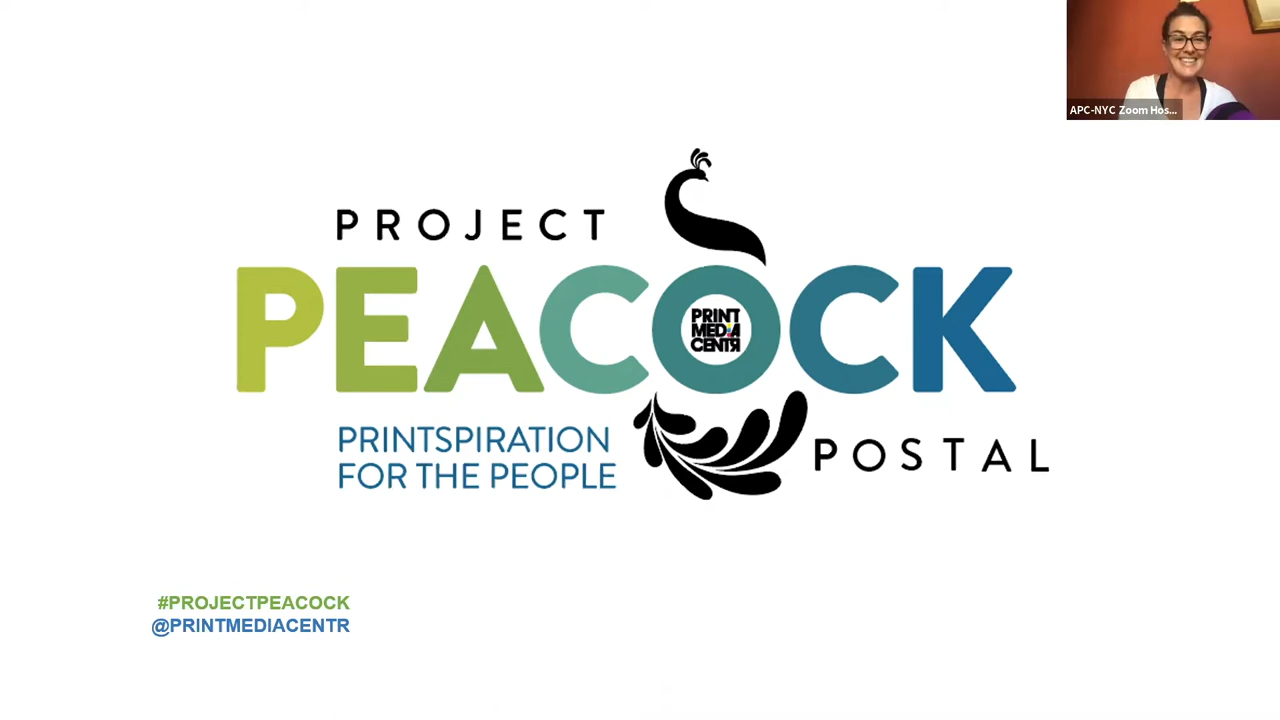 APC-NYC Zoom Hos...
PROJECT
PEACOCK
PRINT
MEDIA
CENTR
PRINTSPIRATION
FOR THE PEOPLE
POSTAL
#PROJECTPEACOCK
@PRINTMEDIACENTR